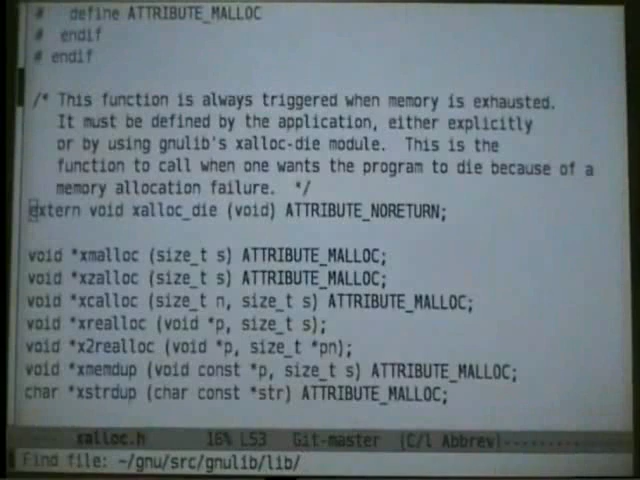 #   define ATTRIBUTE_MALLOC
#  endif
# endif
/* This function is always triggered when memory is exhausted.
It must be defined by the application, either explicitly
or by using gnulib's xalloc-die module.  This is the
function to call when one wants the program to die because of a
memory allocation failure.  */
extern void xalloc_die (void) ATTRIBUTE_NORETURN;
void *xmalloc (size_t s) ATTRIBUTE_MALLOC;
void *xzalloc (size_t s) ATTRIBUTE_MALLOC;
void *xcalloc (size_t n, size_t s) ATTRIBUTE_MALLOC;
void *xrealloc (void *p, size_t s);
void *x2realloc (void *p, size_t *pn);
void *xmemdup (void const *p, size_t s) ATTRIBUTE_MALLOC;
char *xstrdup (char const *str) ATTRIBUTE_MALLOC;
xalloc.h 16% L53 Git-master (C/l Abbrev)----------
Find file: ~/gnu/src/gnulib/lib/